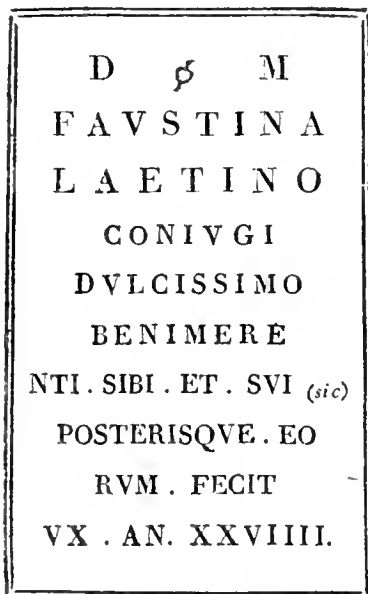 D M
FAVSTINA
LAETINO
CONIVGI
DVLCISSIMO
BENIMERE
NTI . SIBI . ET . SVI (sic)
POSTERISQVE . EO
RVM . FECIT
VX . AN. XXVIIII.